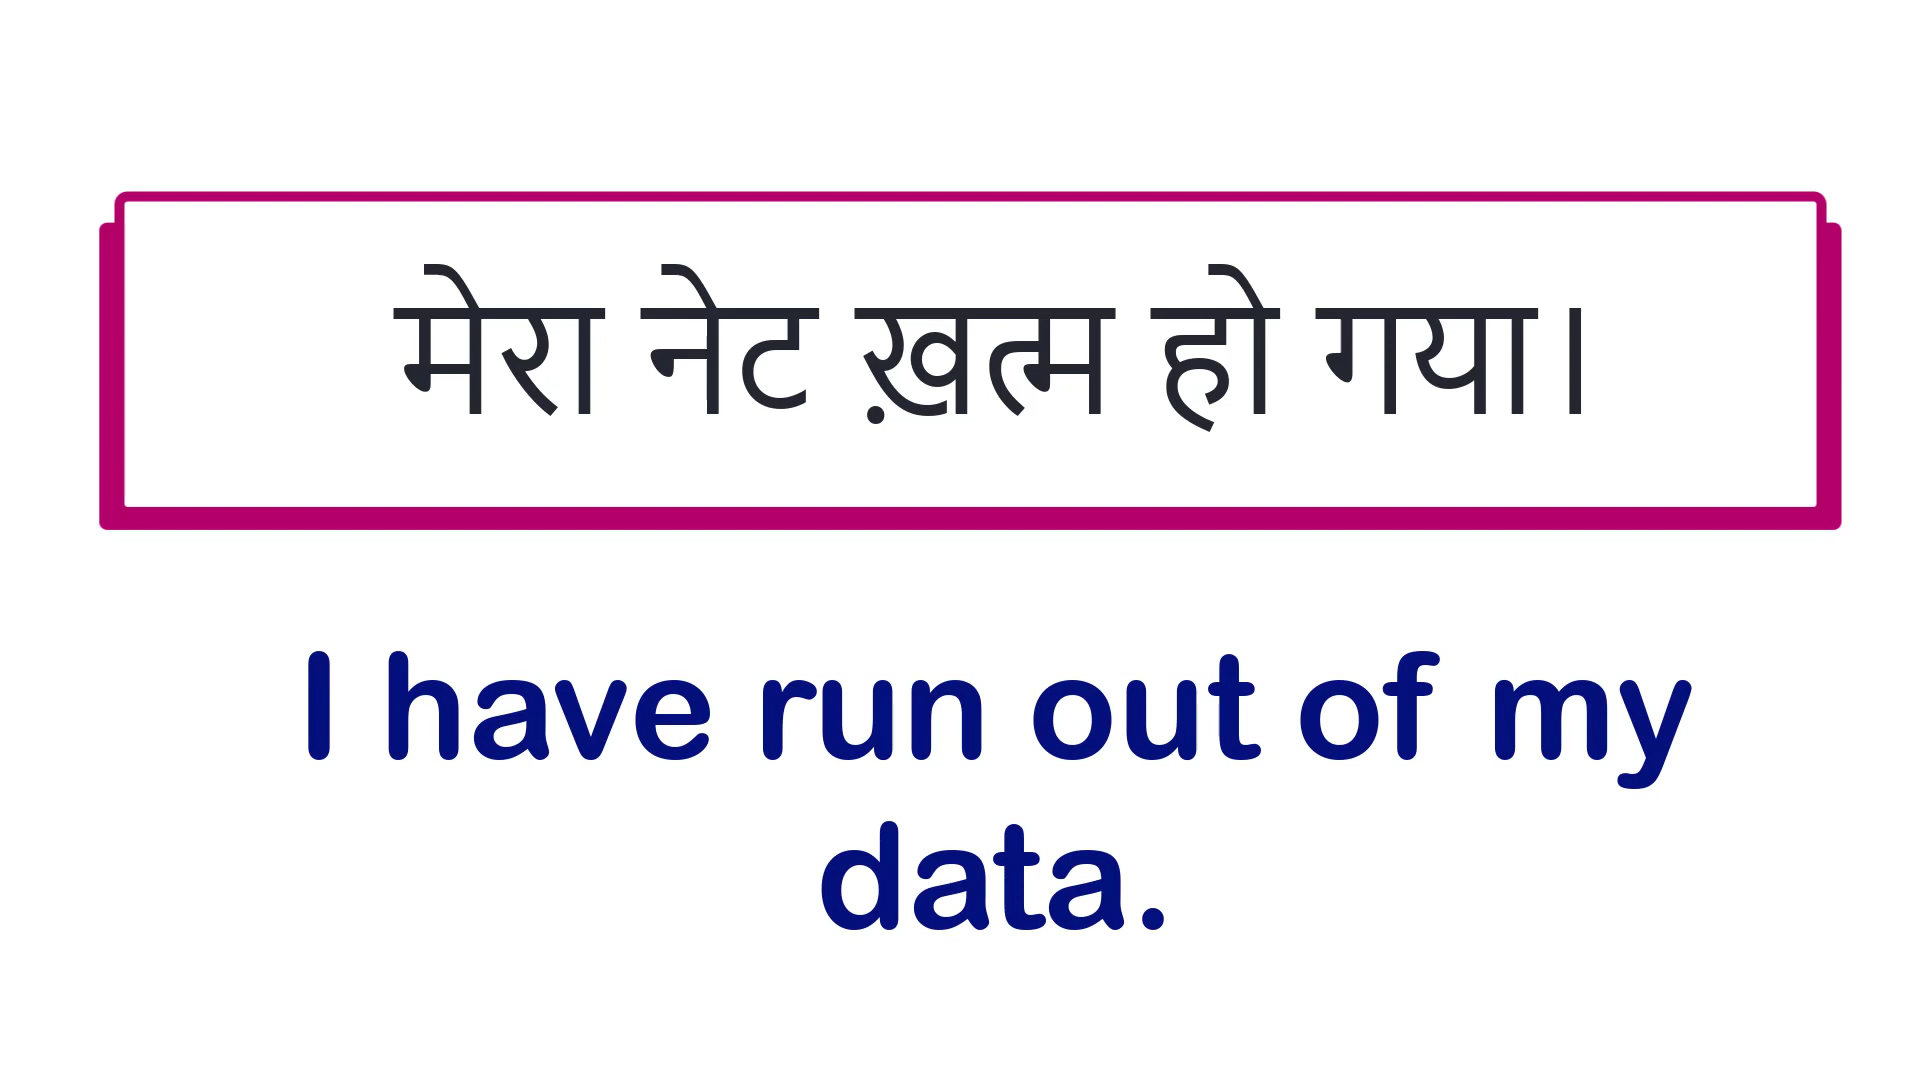 मेरा नेट ख़त्म हो गया।
I have run out of my
data.